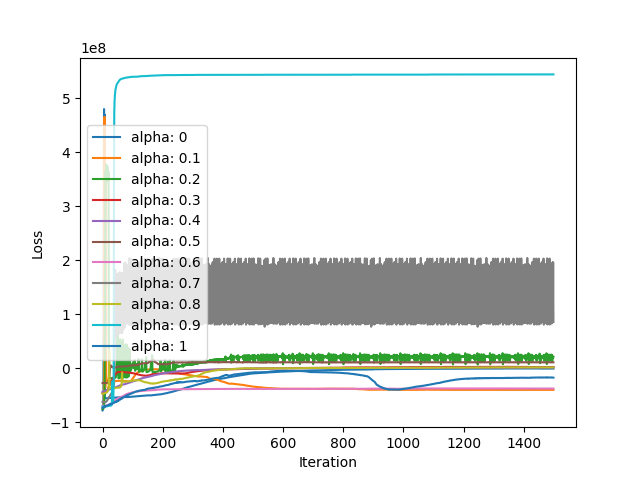 1e8
5
4
3
2
1
0
−1
Loss
alpha: 0
alpha: 0.1
alpha: 0.2
alpha: 0.3
alpha: 0.4
alpha: 0.5
alpha: 0.6
alpha: 0.7
alpha: 0.8
alpha: 0.9
alpha: 1
0 200 400 600 800 1000 1200 1400
Iteration